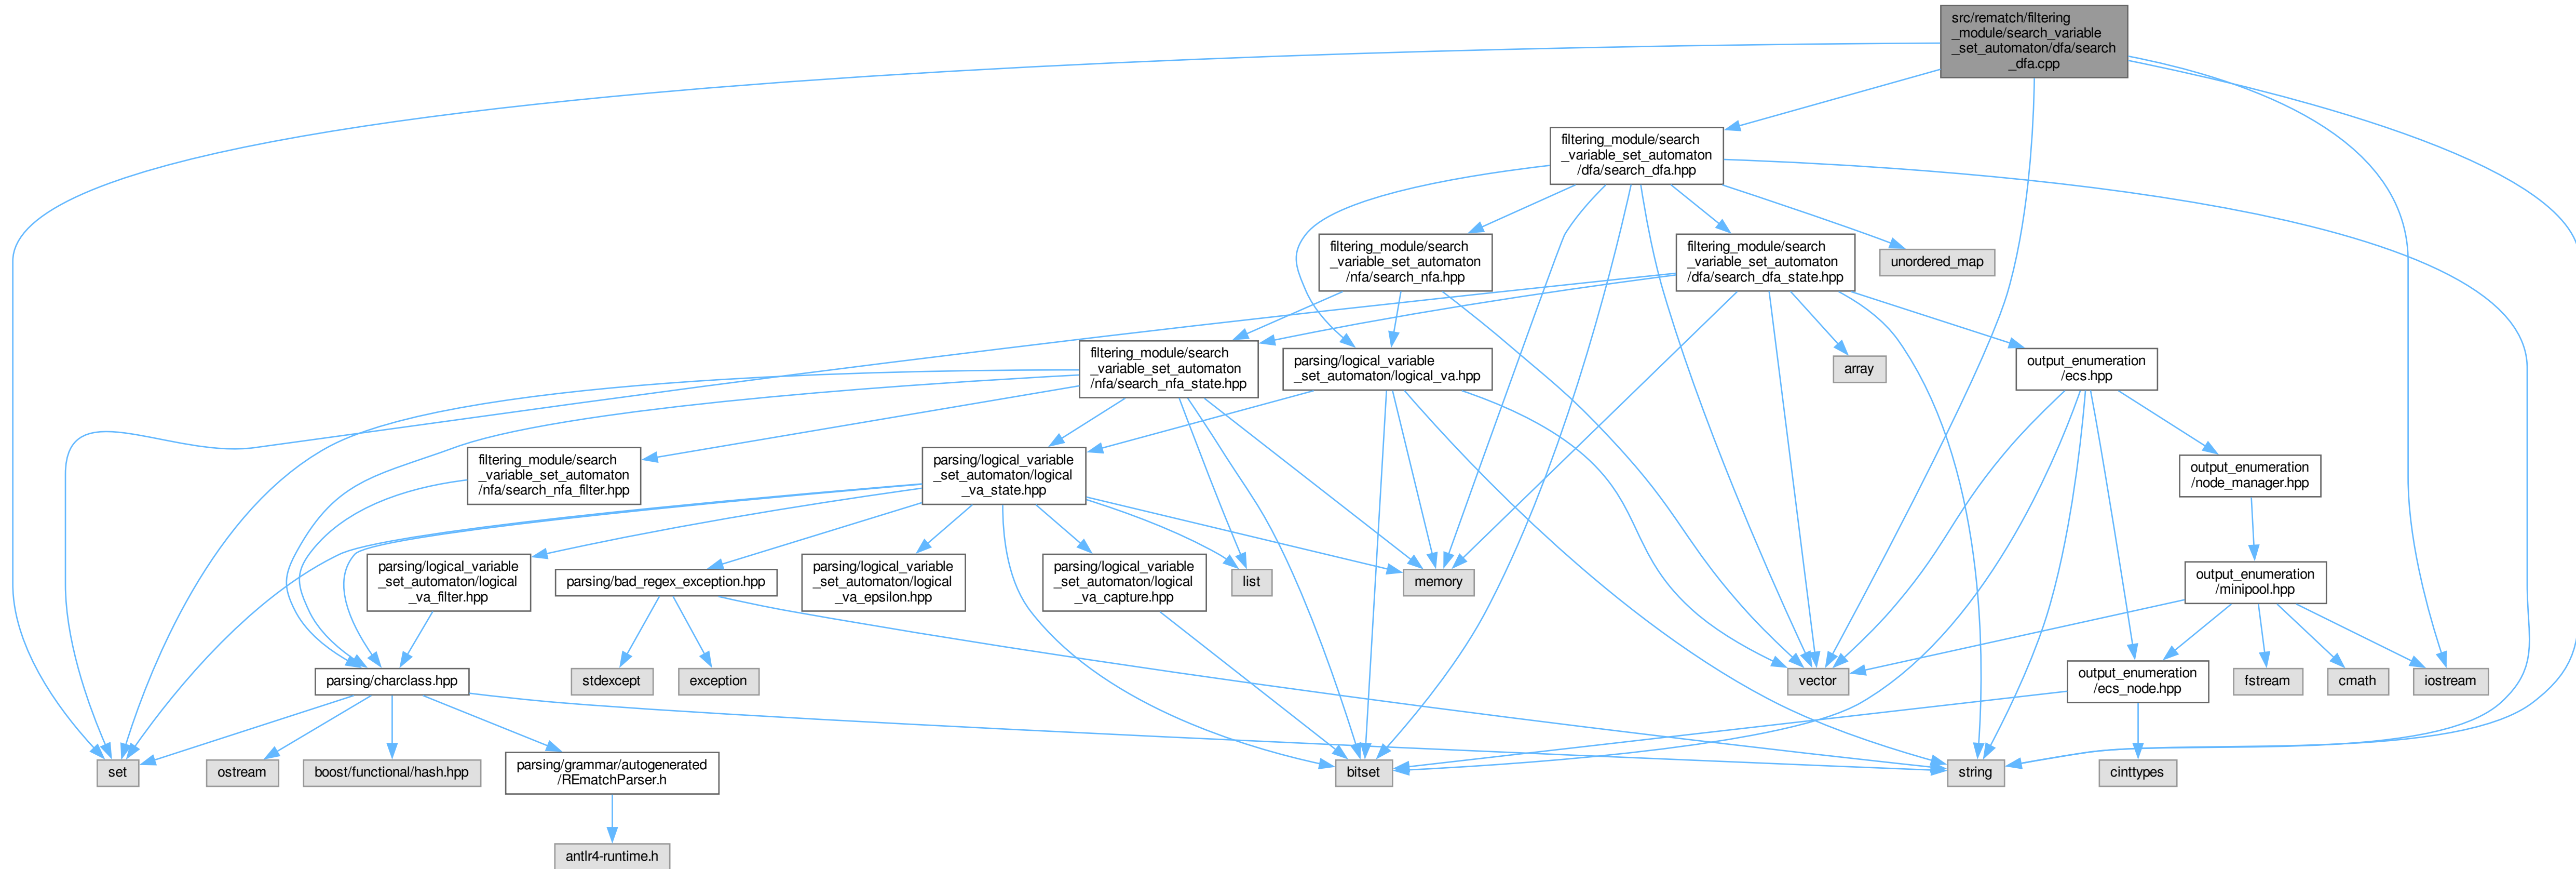 src/rematch/filtering
_module/search_variable
_set_automaton/dfa/search
_dfa.cpp
filtering_module/search
_variable_set_automaton
/dfa/search_dfa.hpp
filtering_module/search
_variable_set_automaton
/nfa/search_nfa.hpp
filtering_module/search
_variable_set_automaton
/dfa/search_dfa_state.hpp
unordered_map
filtering_module/search
_variable_set_automaton
/nfa/search_nfa_state.hpp
parsing/logical_variable
_set_automaton/logical_va.hpp
array
output_enumeration
/ecs.hpp
filtering_module/search
_variable_set_automaton
/nfa/search_nfa_filter.hpp
parsing/logical_variable
_set_automaton/logical
_va_state.hpp
output_enumeration
/node_manager.hpp
parsing/logical_variable
_set_automaton/logical
_va_filter.hpp
parsing/bad_regex_exception.hpp
parsing/logical_variable
_set_automaton/logical
_va_epsilon.hpp
parsing/logical_variable
_set_automaton/logical
_va_capture.hpp
list
memory
output_enumeration
/minipool.hpp
parsing/charclass.hpp
stdexcept
exception
vector
output_enumeration
/ecs_node.hpp
fstream
cmath
iostream
set
ostream
boost/functional/hash.hpp
parsing/grammar/autogenerated
/REmatchParser.h
bitset
string
cinttypes
antlr4-runtime.h